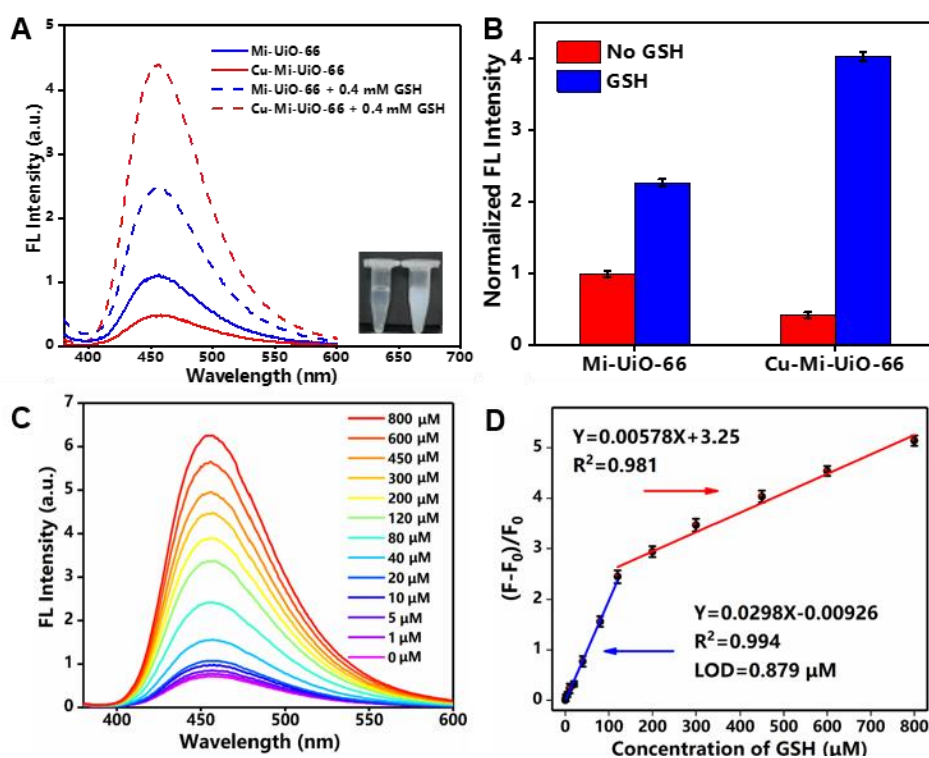 A
FL Intensity (a.u.)
5
4
3
2
1
0
Mi-UiO-66
Cu-Mi-UiO-66
Mi-UiO-66 + 0.4 mM GSH
Cu-Mi-UiO-66 + 0.4 mM GSH
400 450 500 550 600 650 700
Wavelength (nm)
B
Normalized FL Intensity
4
3
2
1
0
No GSH
GSH
Mi-UiO-66 Cu-Mi-UiO-66
C
FL Intensity (a.u.)
7
6
5
4
3
2
1
0
800 μM
600 μM
450 μM
300 μM
200 μM
120 μM
80 μM
40 μM
20 μM
10 μM
5 μM
1 μM
0 μM
400 450 500 550 600
Wavelength (nm)
D
(F-F0)/F0
5
4
3
2
1
0
Y=0.00578X+3.25
R²=0.981
Y=0.0298X-0.00926
R²=0.994
LOD=0.879 μM
0 100 200 300 400 500 600 700 800
Concentration of GSH (μM)